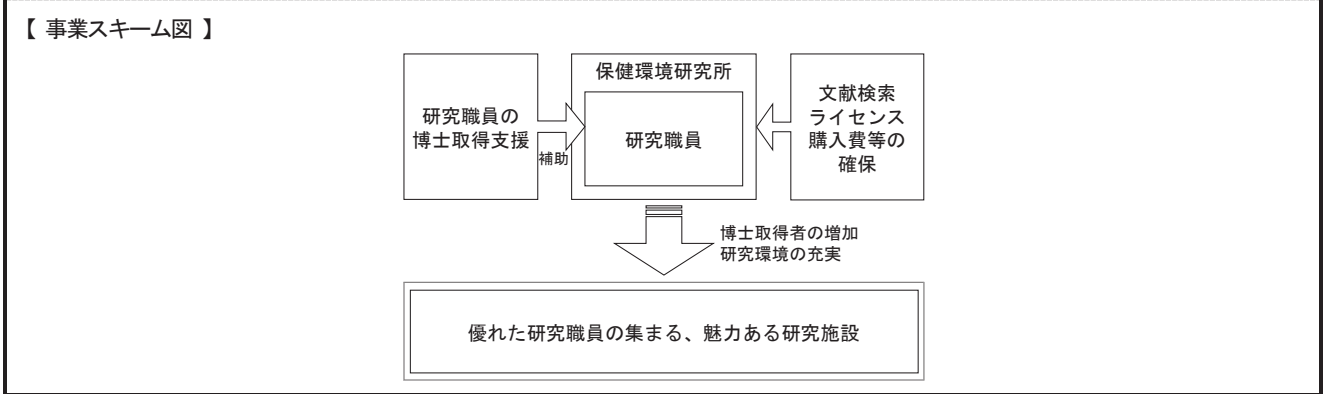 【 事業スキーム図 】
研究職員の
博士取得支援
補助
保健環境研究所
研究職員
文献検索
ライセンス
購入費等の
確保
博士取得者の増加
研究環境の充実
優れた研究職員の集まる、魅力ある研究施設